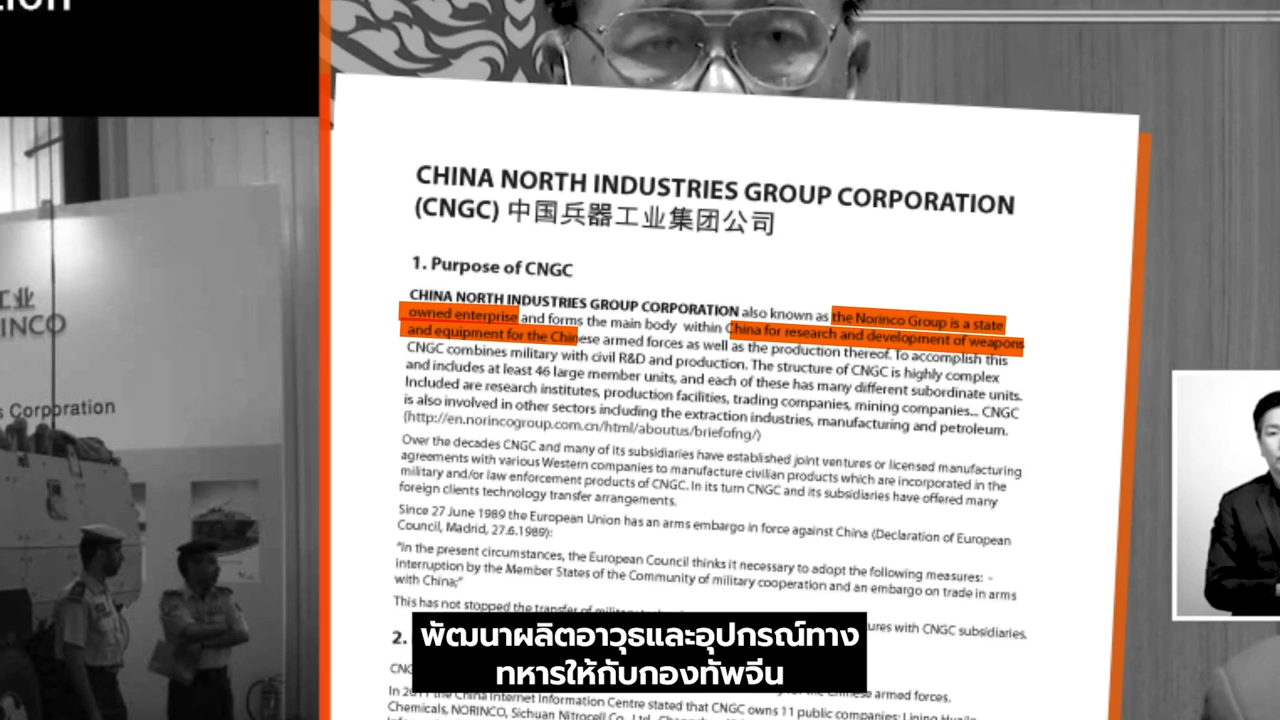 CHINA NORTH INDUSTRIES GROUP CORPORATION
(CNGC) 中国兵器工业集团公司
1. Purpose of CNGC
CHINA NORTH INDUSTRIES GROUP CORPORATION also known as the Norinco Group is a state
owned enterprise and forms the main body within China for research and development of weapons
and equipment for the Chinese armed forces as well as the production thereof. To accomplish this
CNGC combines military with civil R&D and production. The structure of CNGC is highly complex
and includes at least 46 large member units, and each of these has many different subordinate units.
Included are research institutes, production facilities, trading companies, mining companies... CNGC
is also involved in other sectors including the extraction industries, manufacturing and petroleum.
(http://en.norincogroup.com.cn/html/aboutus/briefofng/)
Over the decades CNGC and many of its subsidiaries have established joint ventures or licensed manufacturing
agreements with various Western companies to manufacture civilian products which are incorporated in the
military and/or law enforcement products of CNGC. In its turn CNGC and its subsidiaries have offered many
foreign clients technology transfer arrangements.
Since 27 June 1989 the European Union has an arms embargo in force against China (Declaration of European
Council, Madrid, 27.6.1989):
"In the present circumstances, the European Council thinks it necessary to adopt the following measures: -
interruption by the Member States of the Community of military cooperation and an embargo on trade in arms
with China;"
This has not stopped the transfer of
ures with CNGC subsidiaries.
2.
armed forces.
the China Internet Information Centre stated that CNGC owns 11 public companies:
Chemicals, NORINCO, Sichuan Nitrocell Co., Ltd.,
工业
RINCO
s Corporation
พัฒนาผลิตอาวุธและอุปกรณ์ทาง
ทหารให้กับกองทัพจีน